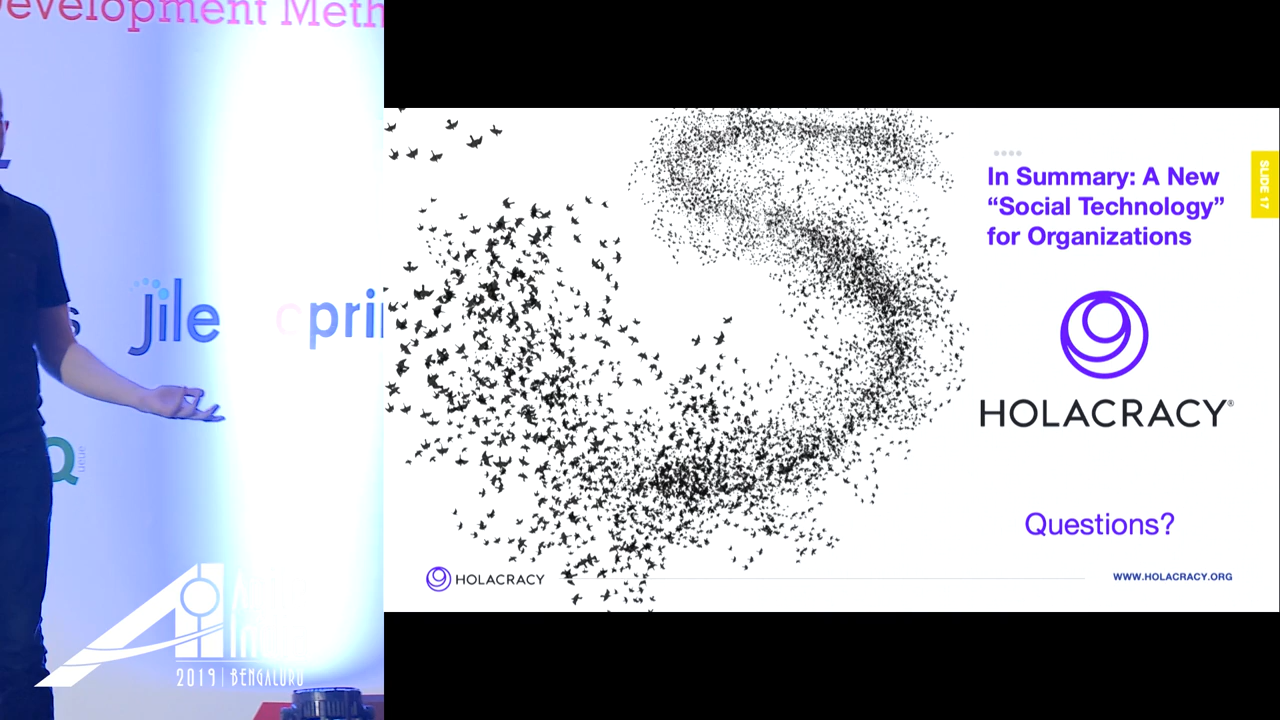 Development Meth
s
Jile
pri
Q
2019 | BENGALURU
In Summary: A New
“Social Technology”
for Organizations
SLIDE 17
HOLACRACY®
Questions?
HOLACRACY
WWW.HOLACRACY.ORG